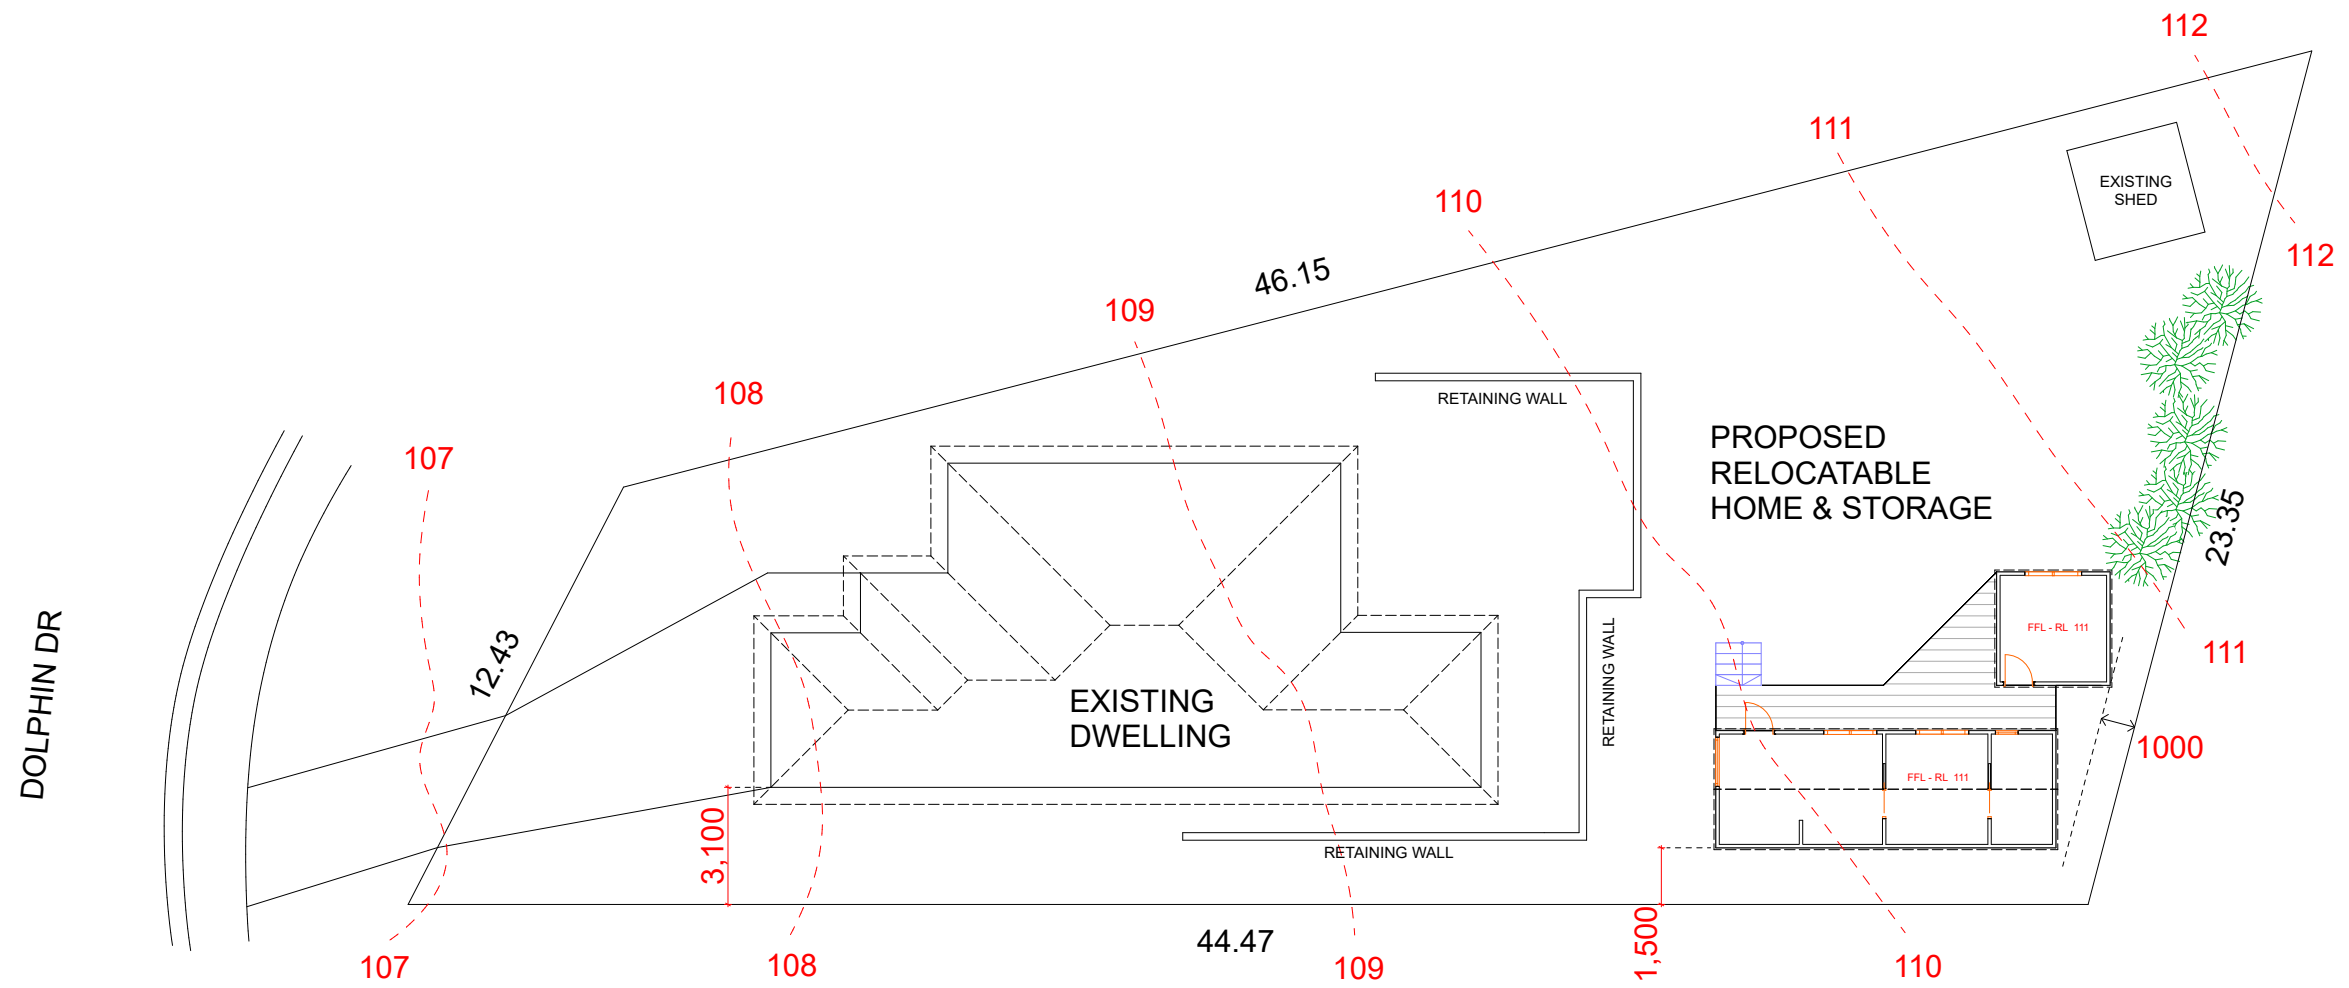 112
111
110
109
108
107
EXISTING
SHED
112
46.15
RETAINING WALL
PROPOSED
RELOCATABLE
HOME & STORAGE
23.35
RETAINING WALL
FFL - RL 111
111
12.43
DOLPHIN DR
EXISTING
DWELLING
1000
FFL - RL 111
3,100
RETAINING WALL
1,500
44.47
107
108
109
110